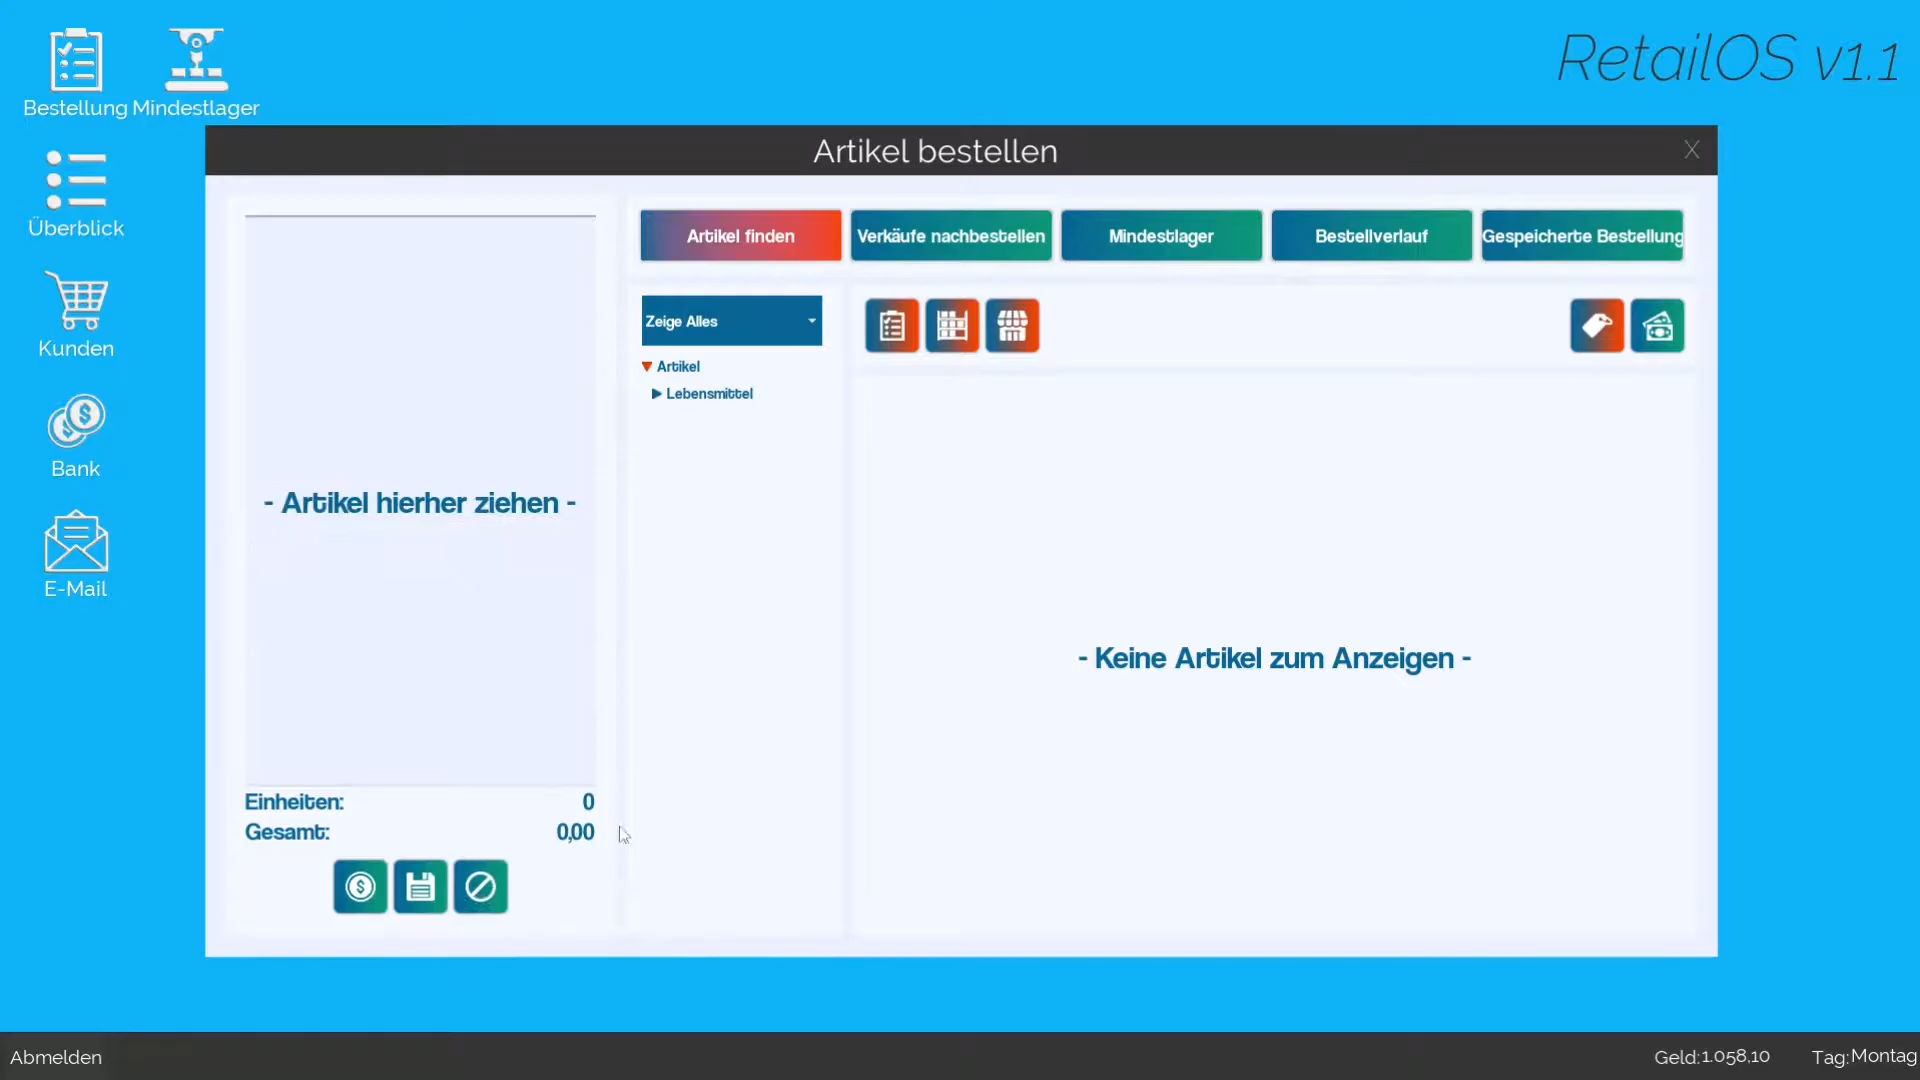 RetailOS v1.1
Bestellung
Mindestlager
Überblick
Kunden
Bank
E-Mail
Artikel bestellen
X
- Artikel hierher ziehen -
Einheiten: 0
Gesamt: 0,00
Artikel finden
Verkäufe nachbestellen
Mindestlager
Bestellverlauf
Gespeicherte Bestellung
Zeige Alles
Artikel
Lebensmittel
- Keine Artikel zum Anzeigen -
Abmelden
Geld: 1.058,10
Tag: Montag